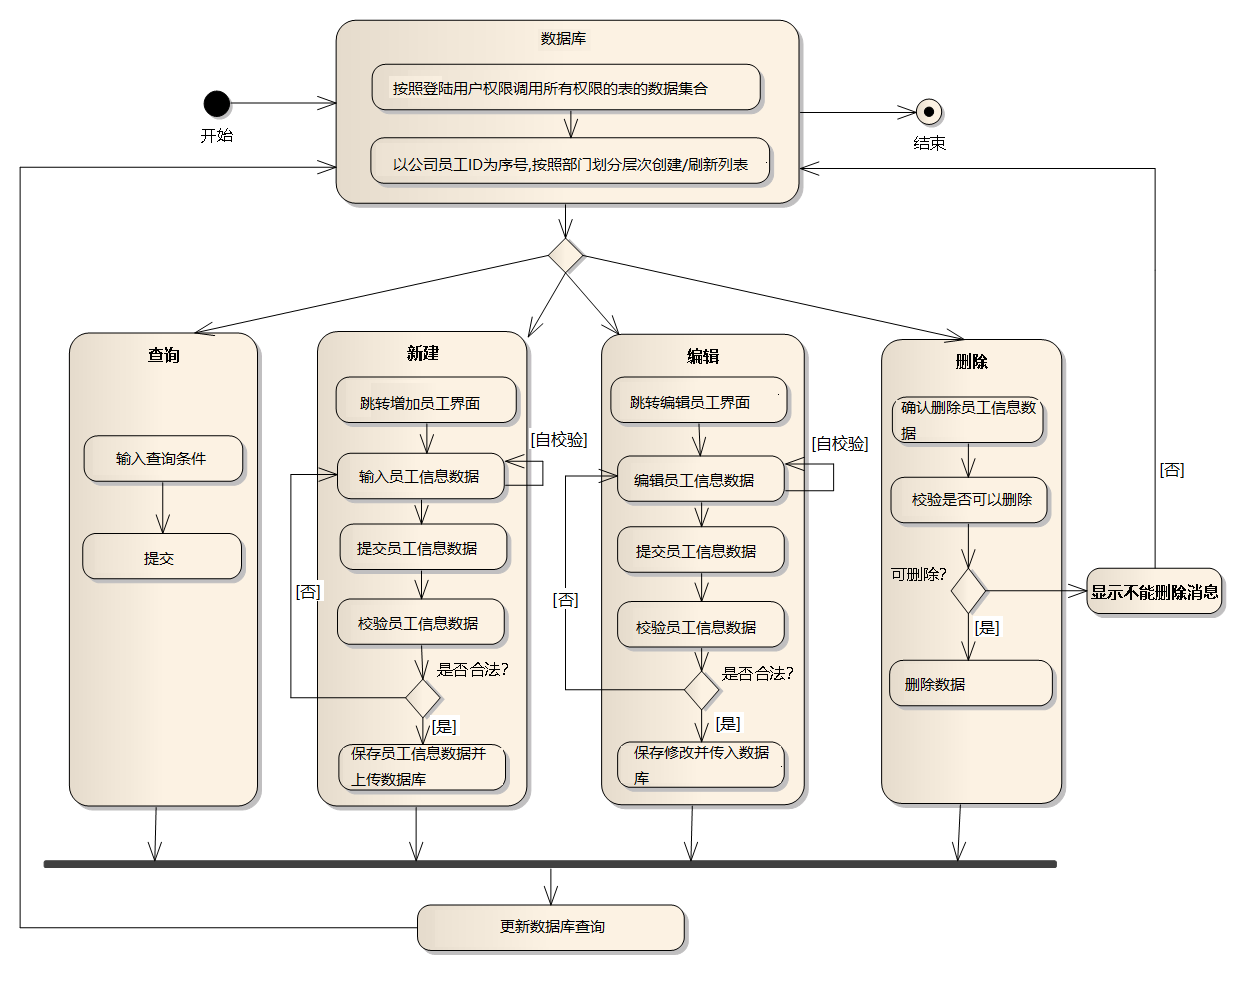 数据库
按照登陆用户权限调用所有权限的表的数据集合
开始
结束
以公司员工ID为序号,按照部门划分层次创建/刷新列表
查询
输入查询条件
提交
新建
跳转增加员工界面
[自校验]
输入员工信息数据
提交员工信息数据
[否]
校验员工信息数据
是否合法?
[是]
保存员工信息数据并
上传数据库
编辑
跳转编辑员工界面
[自校验]
编辑员工信息数据
提交员工信息数据
[否]
校验员工信息数据
是否合法?
[是]
保存修改并传入数据
库
删除
确认删除员工信息数
据
校验是否可以删除
可删除?
[否]
显示不能删除消息
[是]
删除数据
更新数据库查询